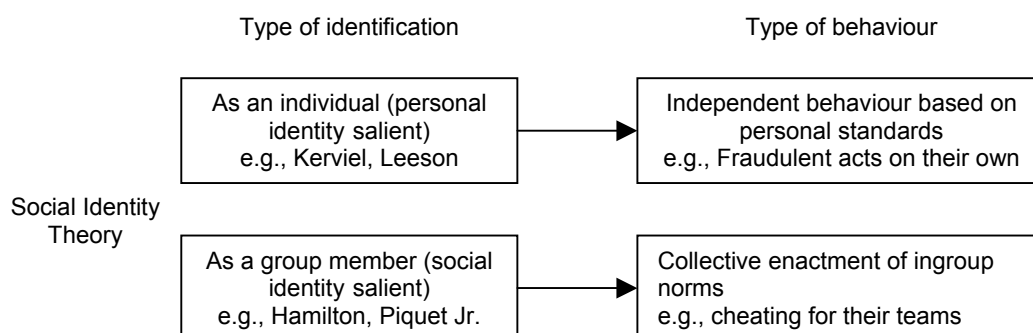 Type of identification
Type of behaviour
As an individual (personal
identity salient)
e.g., Kerviel, Leeson
Independent behaviour based on
personal standards
e.g., Fraudulent acts on their own
Social Identity
Theory
As a group member (social
identity salient)
e.g., Hamilton, Piquet Jr.
Collective enactment of ingroup
norms
e.g., cheating for their teams